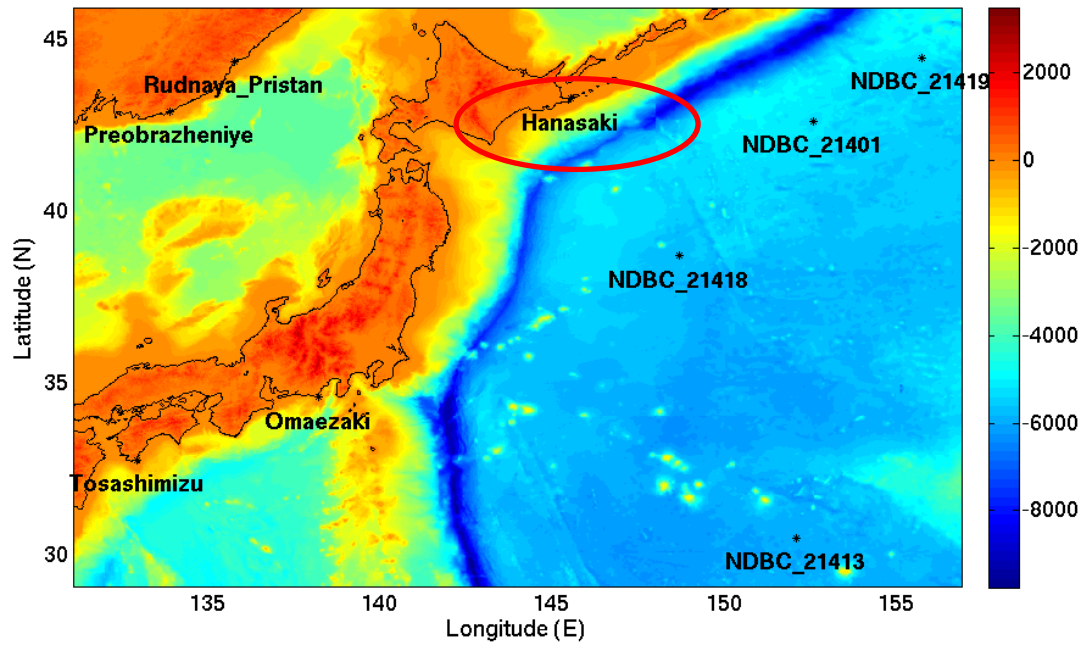 45
40
35
30
Latitude (N)
135
140
145
150
155
Longitude (E)
Rudnaya_Pristan
Preobrazheniye
Hanasaki
NDBC_21419
NDBC_21401
NDBC_21418
Omaezaki
Tosashimizu
NDBC_21413
2000
0
-2000
-4000
-6000
-8000